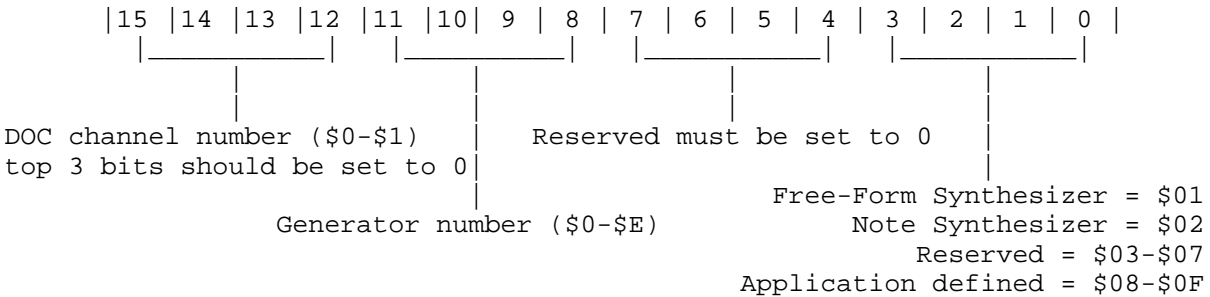 |15 |14 |13 |12 |11 |10| 9 | 8 | 7 | 6 | 5 | 4 | 3 | 2 | 1 | 0 |
DOC channel number ($0-$1) Reserved must be set to 0
top 3 bits should be set to 0
Free-Form Synthesizer = $01
Generator number ($0-$E) Note Synthesizer = $02
Reserved = $03-$07
Application defined = $08-$0F